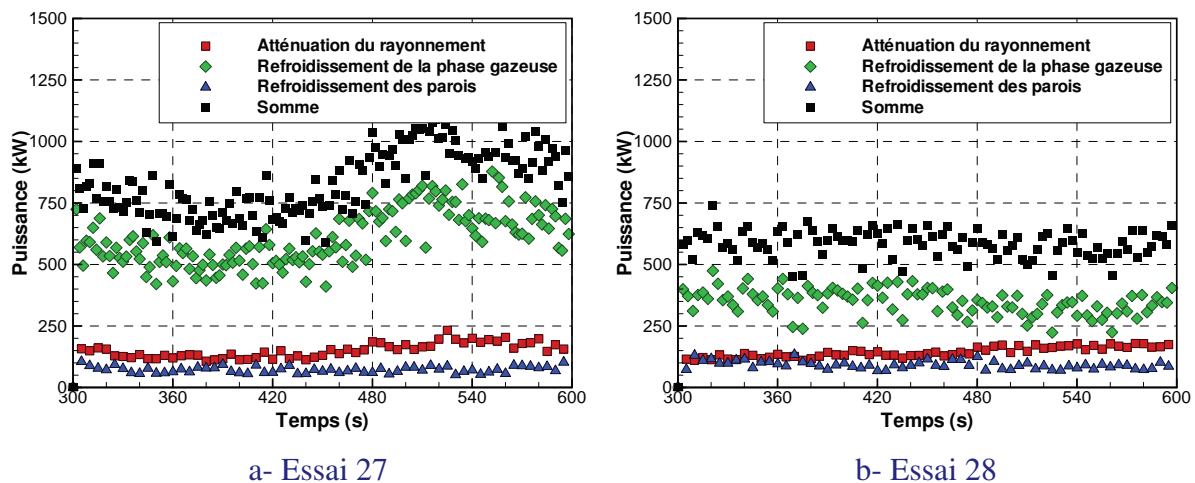 1500
1250
1000
750
500
250
0
300
360
420
480
540
600
Puissance (kW)
Temps (s)
Atténuation du rayonnement
Refroidissement de la phase gazeuse
Refroidissement des parois
Somme
a- Essai 27
1500
1250
1000
750
500
250
0
300
360
420
480
540
600
Puissance (kW)
Temps (s)
Atténuation du rayonnement
Refroidissement de la phase gazeuse
Refroidissement des parois
Somme
b- Essai 28